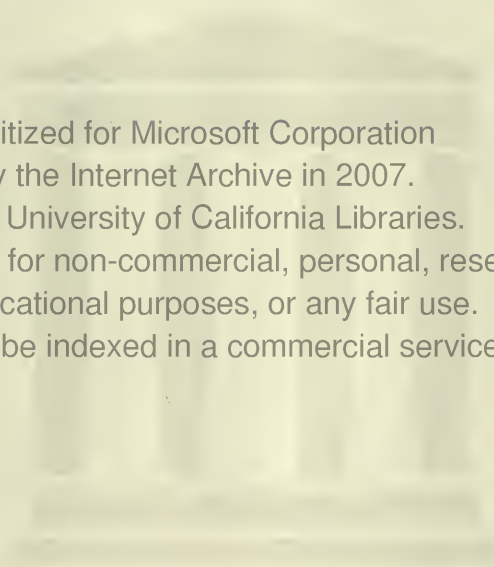 itized for Microsoft Corporation
y the Internet Archive in 2007.
University of California Libraries.
for non-commercial, personal, rese
cational purposes, or any fair use.
be indexed in a commercial service